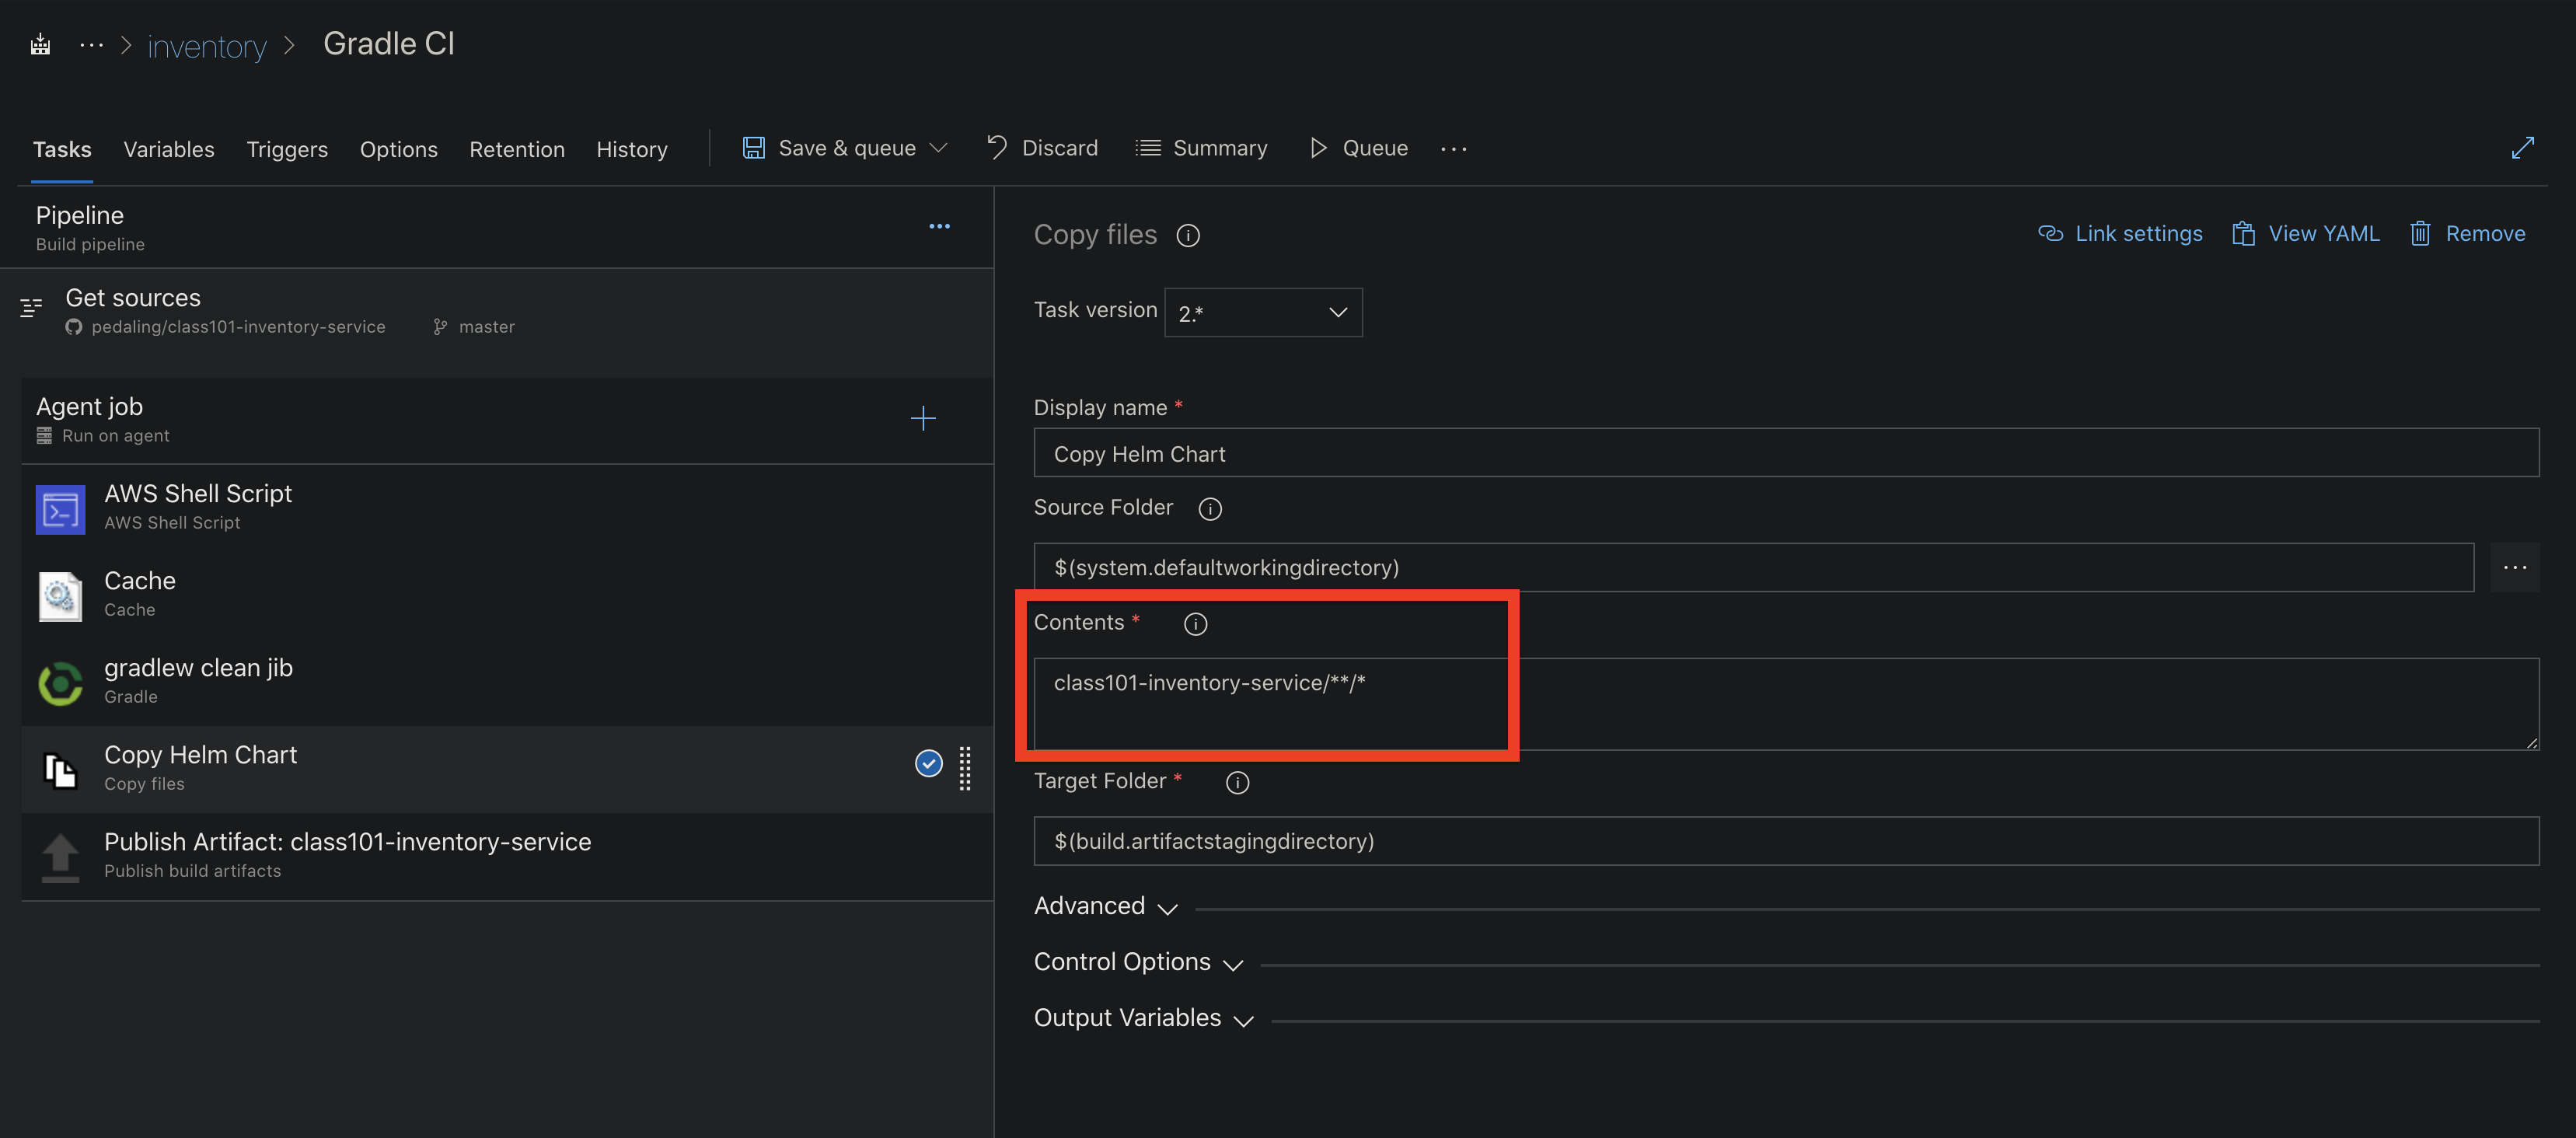 ··· > inventory > Gradle CI
Tasks Variables Triggers Options Retention History Save & queue Discard Summary Queue ···
Pipeline
Build pipeline
Get sources
pedaling/class101-inventory-service master
Agent job
Run on agent
AWS Shell Script
AWS Shell Script
Cache
Cache
gradlew clean jib
Gradle
Copy Helm Chart
Copy files
Publish Artifact: class101-inventory-service
Publish build artifacts
Copy files Link settings View YAML Remove
Task version 2.*
Display name *
Copy Helm Chart
Source Folder
$(system.defaultworkingdirectory)
Contents *
class101-inventory-service/**/*
Target Folder *
$(build.artifactstagingdirectory)
Advanced
Control Options
Output Variables